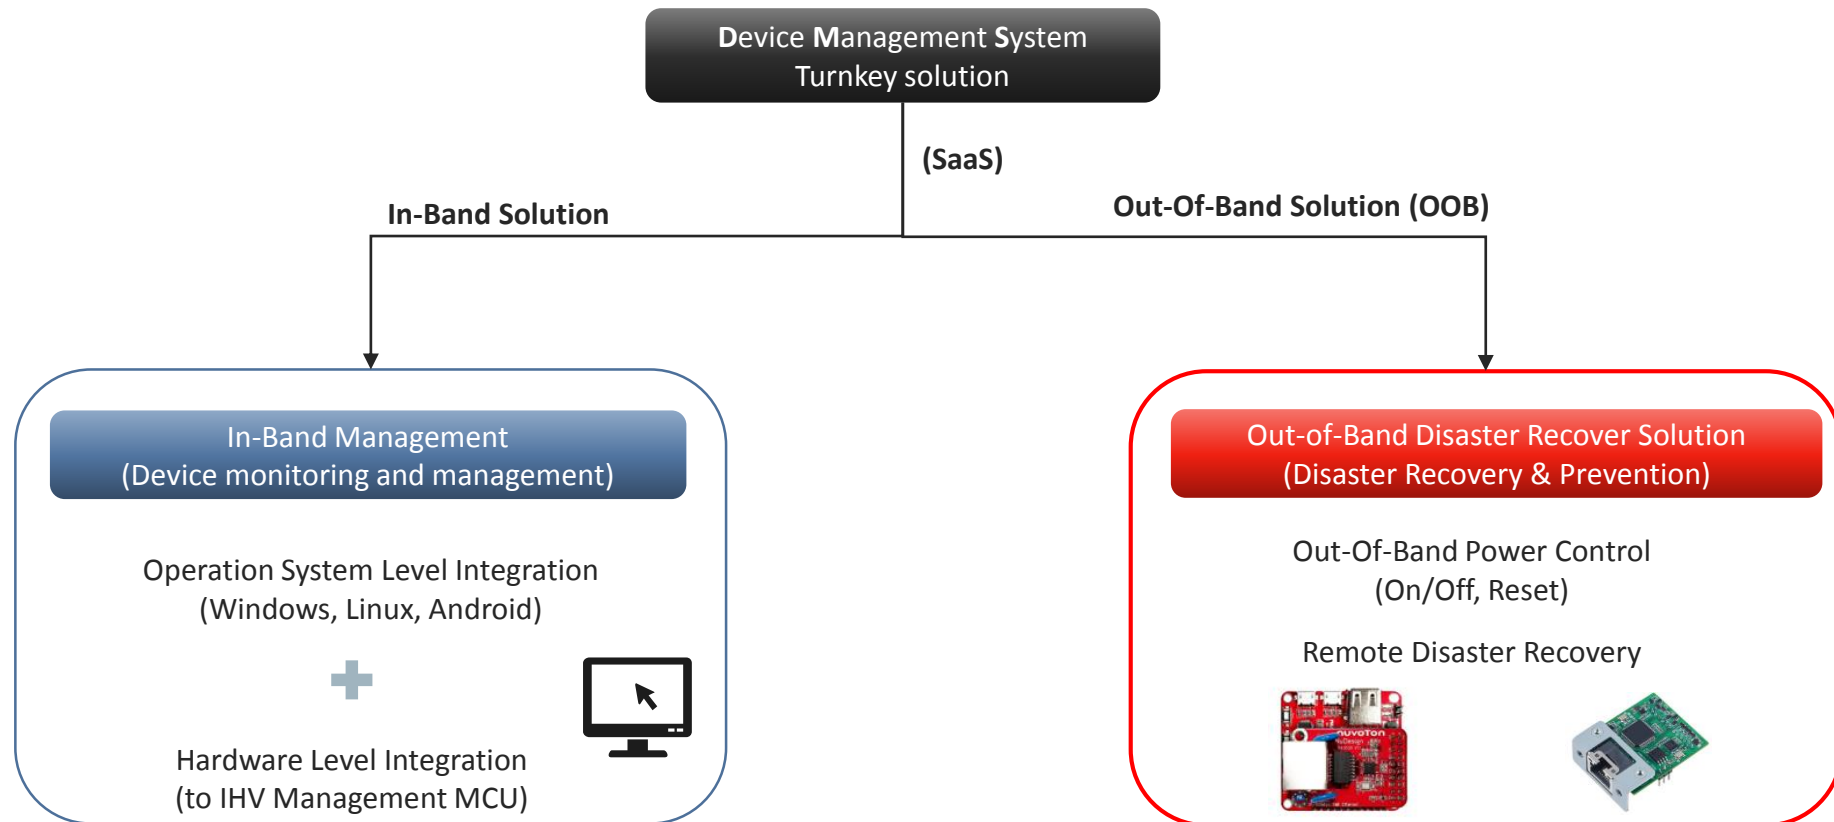 Device Management System
Turnkey solution
(SaaS)
In-Band Solution
Out-Of-Band Solution (OOB)
In-Band Management
(Device monitoring and management)
Operation System Level Integration
(Windows, Linux, Android)
Hardware Level Integration
(to IHV Management MCU)
Out-of-Band Disaster Recover Solution
(Disaster Recovery & Prevention)
Out-Of-Band Power Control
(On/Off, Reset)
Remote Disaster Recovery
nuvoTon
NuDesign